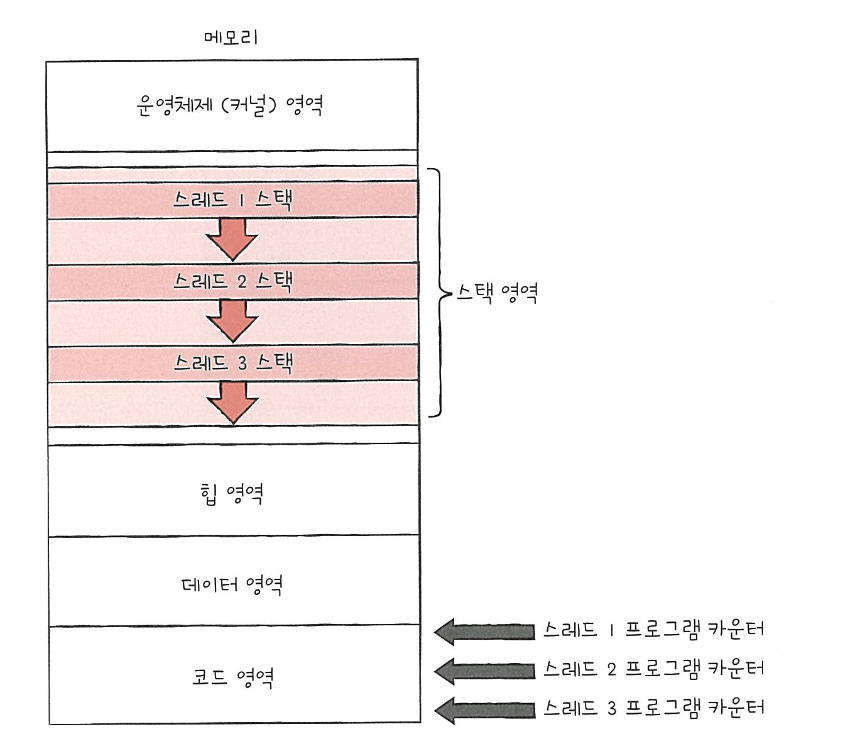 메모리
운영체제 (커널) 영역
스레드 1 스택
스레드 2 스택
스택 영역
스레드 3 스택
힙 영역
데이터 영역
스레드 1 프로그램 카운터
스레드 2 프로그램 카운터
코드 영역
스레드 3 프로그램 카운터